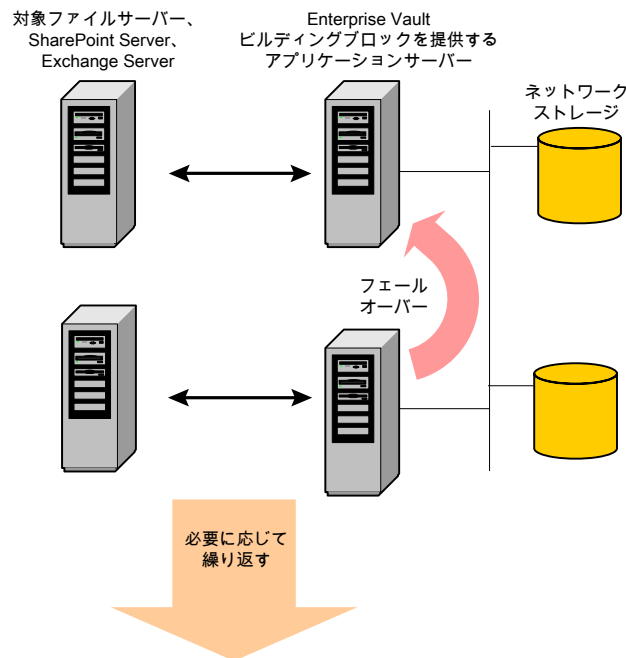 対象ファイルサーバー、
SharePoint Server、
Exchange Server
Enterprise Vault
ビルディングブロックを提供する
アプリケーションサーバー
ネットワーク
ストレージ
フェール
オーバー
必要に応じて
繰り返す